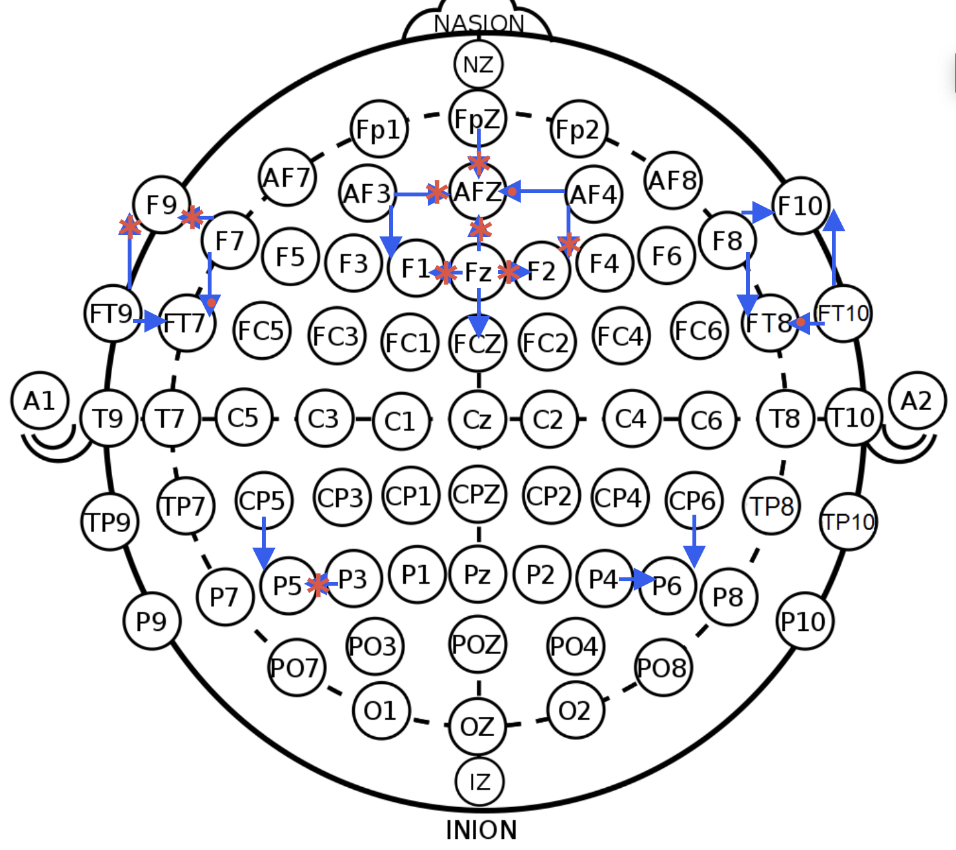 NASION
NZ
Fp1 FpZ Fp2
AF7 AF3 AFZ AF4 AF8
F9 F7 F5 F3 F1 Fz F2 F4 F6 F8 F10
FT9 FT7 FC5 FC3 FC1 FCZ FC2 FC4 FC6 FT8 FT10
A1 T9 T7 C5 C3 C1 Cz C2 C4 C6 T8 T10 A2
TP9 TP7 CP5 CP3 CP1 CPZ CP2 CP4 CP6 TP8 TP10
P9 P7 P5 P3 P1 Pz P2 P4 P6 P8 P10
PO7 PO3 POZ PO4 PO8
O1 OZ O2
IZ
INION